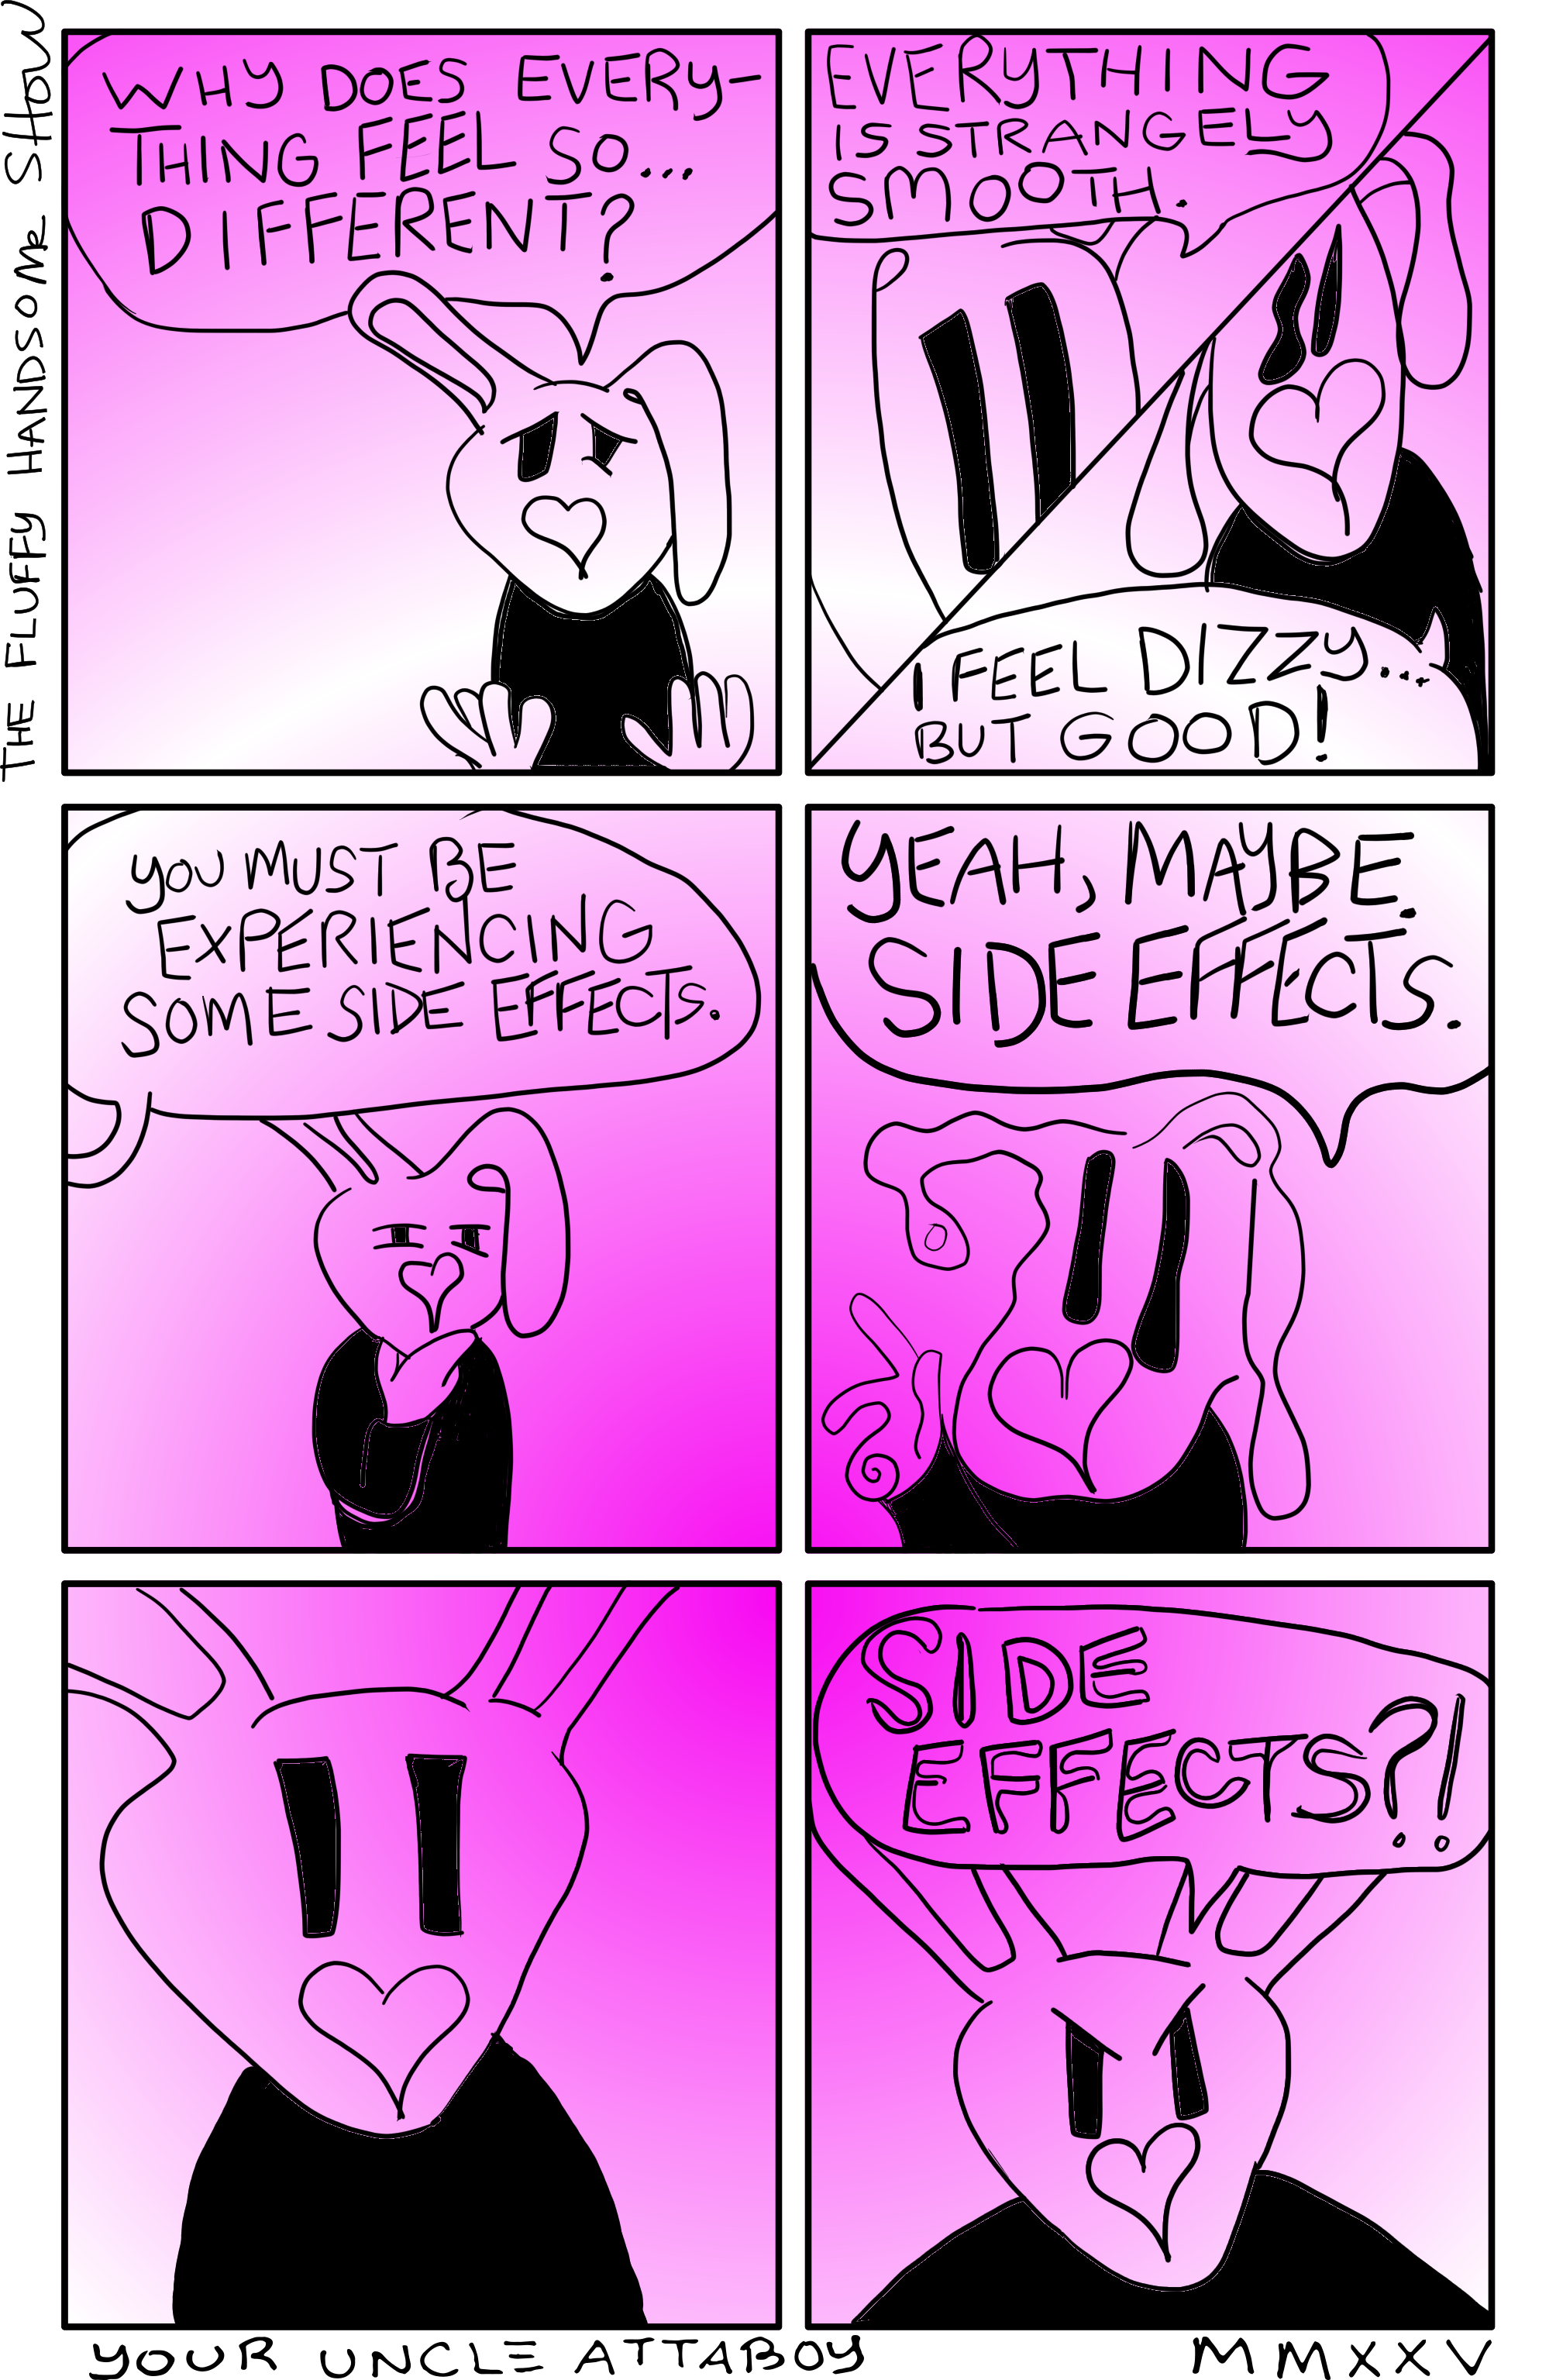 THE FLUFFY HANDSOME SHOW
WHY DOES EVERY-
THING FEEL SO...
DIFFERENT?
EVERYTHING
IS STRANGELY
SMOOTH.
I FEEL DIZZY...
BUT GOOD!
YOU MUST BE
EXPERIENCING
SOME SIDE EFFECTS.
YEAH, MAYBE.
SIDE EFFECTS.
SIDE
EFFECTS?!
YOUR UNCLE ATTABOY
MMXXV